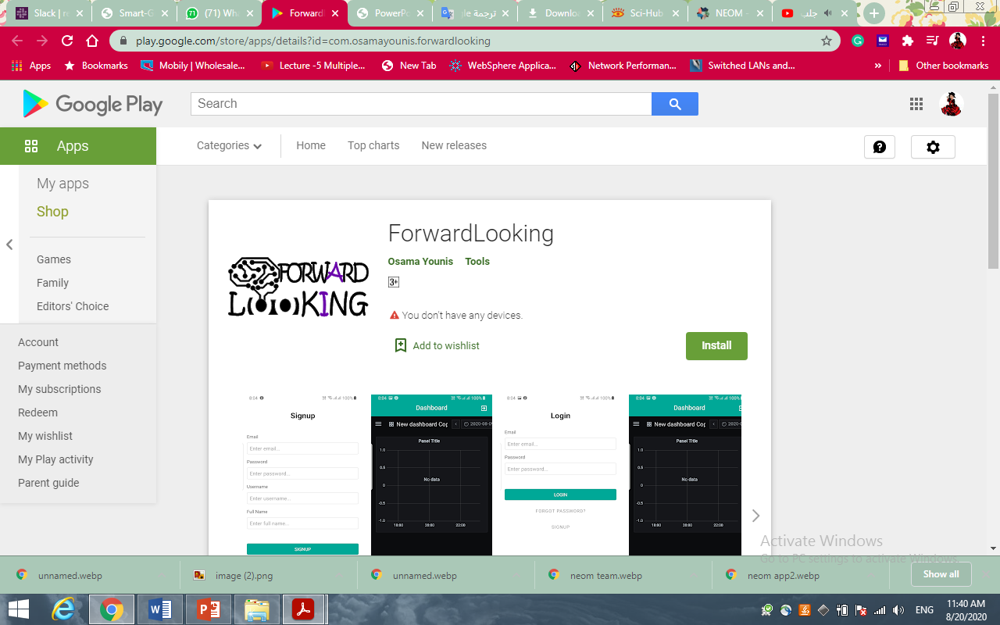 Slack | r
Smart-G
(71) Wha
Forward
PowerPo
ترجمة gle
Downloa
Sci-Hub
NEOM -
جلب
play.google.com/store/apps/details?id=com.osamayounis.forwardlooking
Apps Bookmarks Mobily | Wholesale... Lecture -5 Multiple... New Tab WebSphere Applica... Network Performan... Switched LANs and... » Other bookmarks
Google Play
Search
Apps
Categories Home Top charts New releases
My apps
Shop
Games
Family
Editors' Choice
Account
Payment methods
My subscriptions
Redeem
My wishlist
My Play activity
Parent guide
FORWARD
LOOKING
ForwardLooking
Osama Younis Tools
3+
You don't have any devices.
Add to wishlist
Install
8:04 100%
Signup
Email
Enter email...
Password
Enter password...
Username
Enter username...
Full Name
Enter full name...
SIGNUP
8:04 100%
Dashboard
New dashboard Cop 2020-08-0
Panel Title
1.0
0.5
No data
0
-0.5
-1.0
18:00 20:00 22:00
8:04 100%
Login
Email
Enter email...
Password
Enter password...
LOGIN
FORGOT PASSWORD?
SIGNUP
8:04 100%
Dashboard
New dashboard Cop 2020-0
Panel Title
1.0
0.5
No data
0
-0.5
-1.0
18:00 20:00 22:00
Activate Windows
Go to PC settings to activate Windows.
unnamed.webp
image (2).png
unnamed.webp
neom team.webp
neom app2.webp
Show all
ENG
11:40 AM
8/20/2020